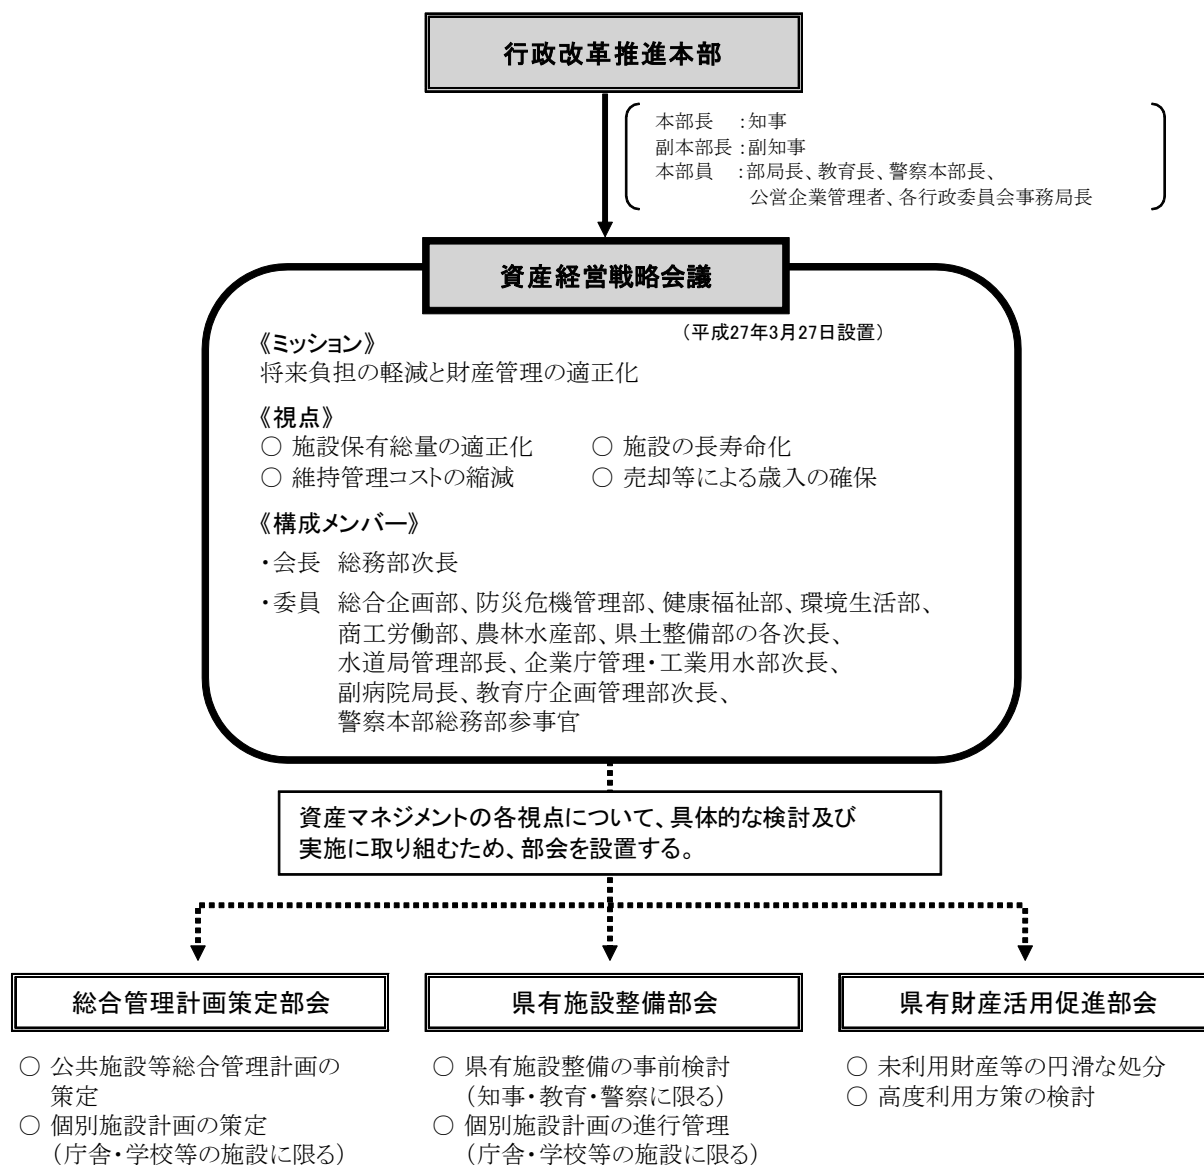 行政改革推進本部
本部長　：知事
副本部長：副知事
本部員　：部局長、教育長、警察本部長、
公営企業管理者、各行政委員会事務局長
資産経営戦略会議
（平成27年3月27日設置）
《ミッション》
将来負担の軽減と財産管理の適正化
《視点》
○ 施設保有総量の適正化　　○ 施設の長寿命化
○ 維持管理コストの縮減　　○ 売却等による歳入の確保
《構成メンバー》
・会長　総務部次長
・委員　総合企画部、防災危機管理部、健康福祉部、環境生活部、
商工労働部、農林水産部、県土整備部の各次長、
水道局管理部長、企業庁管理・工業用水部次長、
副病院局長、教育庁企画管理部次長、
警察本部総務部参事官
資産マネジメントの各視点について、具体的な検討及び
実施に取り組むため、部会を設置する。
総合管理計画策定部会
○ 公共施設等総合管理計画の
策定
○ 個別施設計画の策定
（庁舎・学校等の施設に限る）
県有施設整備部会
○ 県有施設整備の事前検討
（知事・教育・警察に限る）
○ 個別施設計画の進行管理
（庁舎・学校等の施設に限る）
県有財産活用促進部会
○ 未利用財産等の円滑な処分
○ 高度利用方策の検討